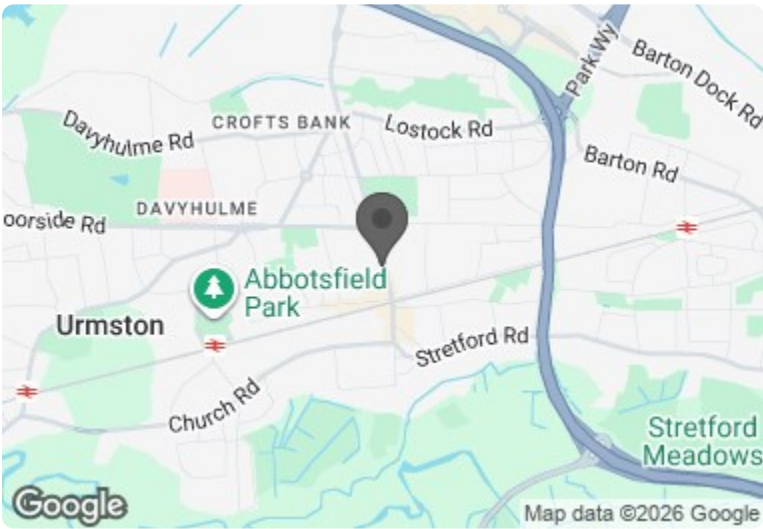 Park Wy
Barton Dock Rd
Davyhulme Rd
CROFTS BANK
Lostock Rd
Barton Rd
DAVYHULME
oorside Rd
Abbotsfield
Park
Urmston
Stretford Rd
Church Rd
Stretford
Meadows
Google
Map data ©2026 Google